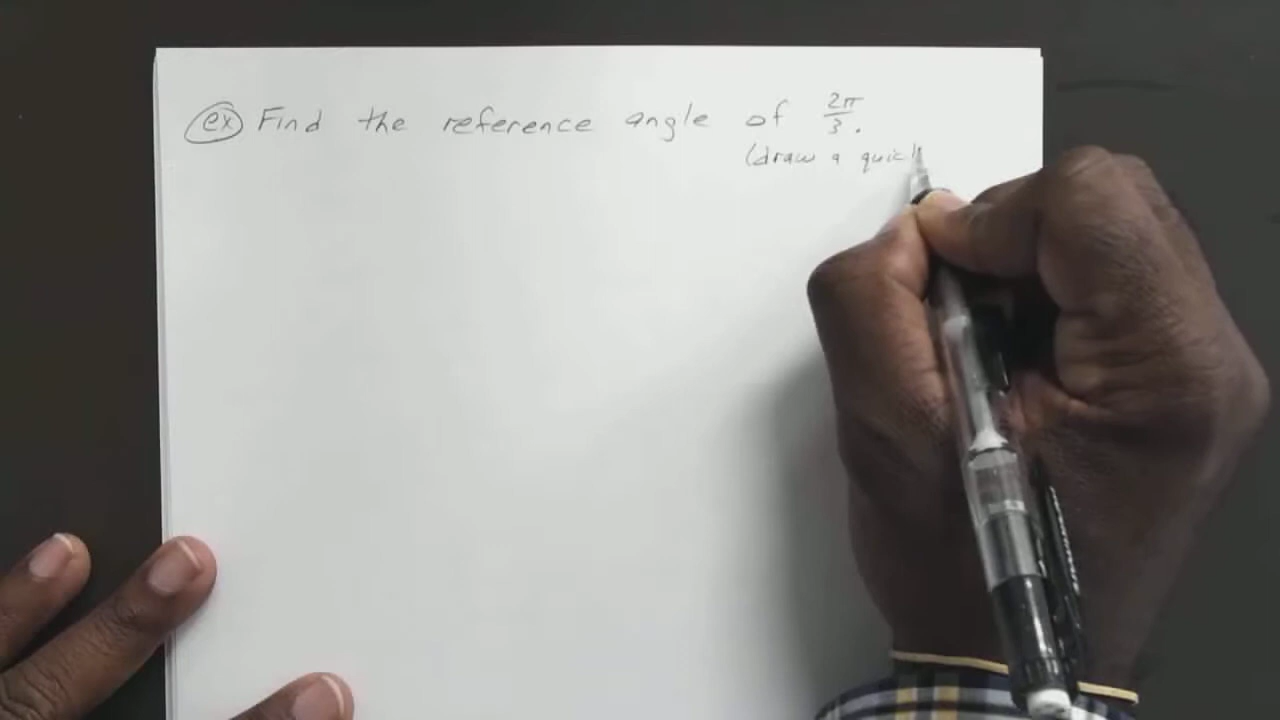 ex Find the reference angle of 2π/3.
(draw a quick